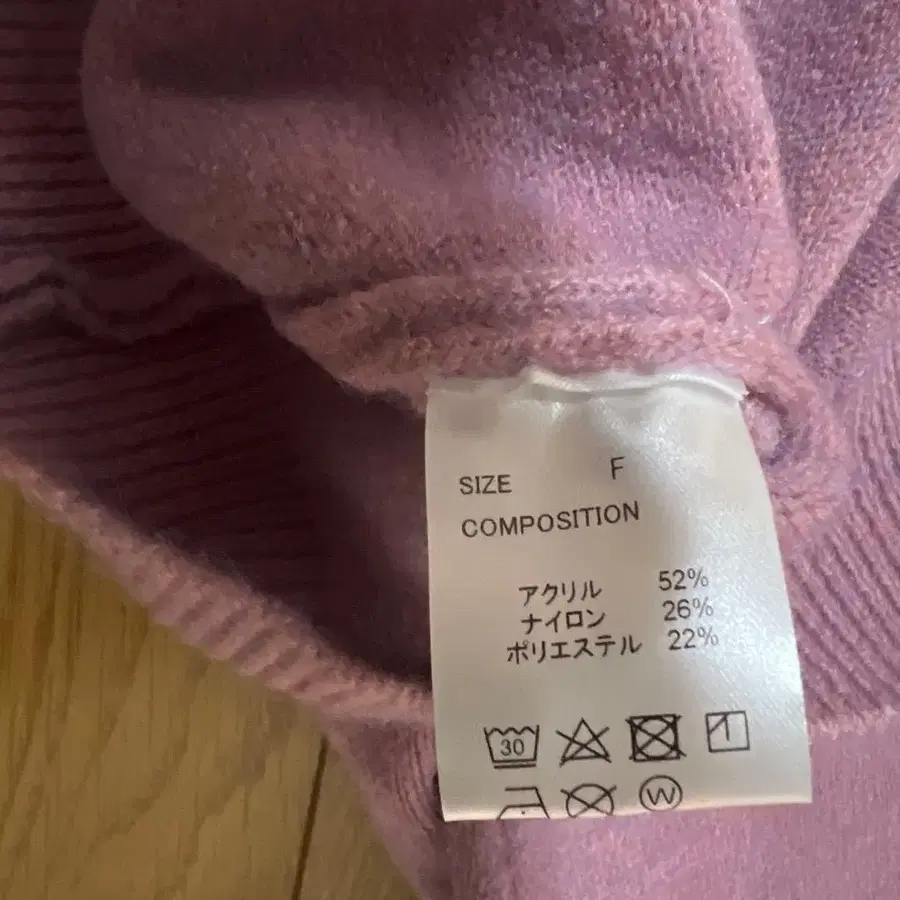 SIZE F
COMPOSITION
アクリル 52%
ナイロン 26%
ポリエステル 22%
30
W